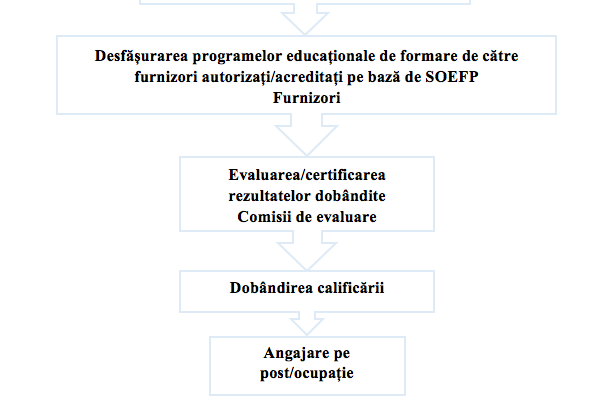 Desfășurarea programelor educaționale de formare de către
furnizori autorizați/acreditați pe bază de SOEFP
Furnizori
Evaluarea/certificarea
rezultatelor dobândite
Comisii de evaluare
Dobândirea calificării
Angajare pe
post/ocupație